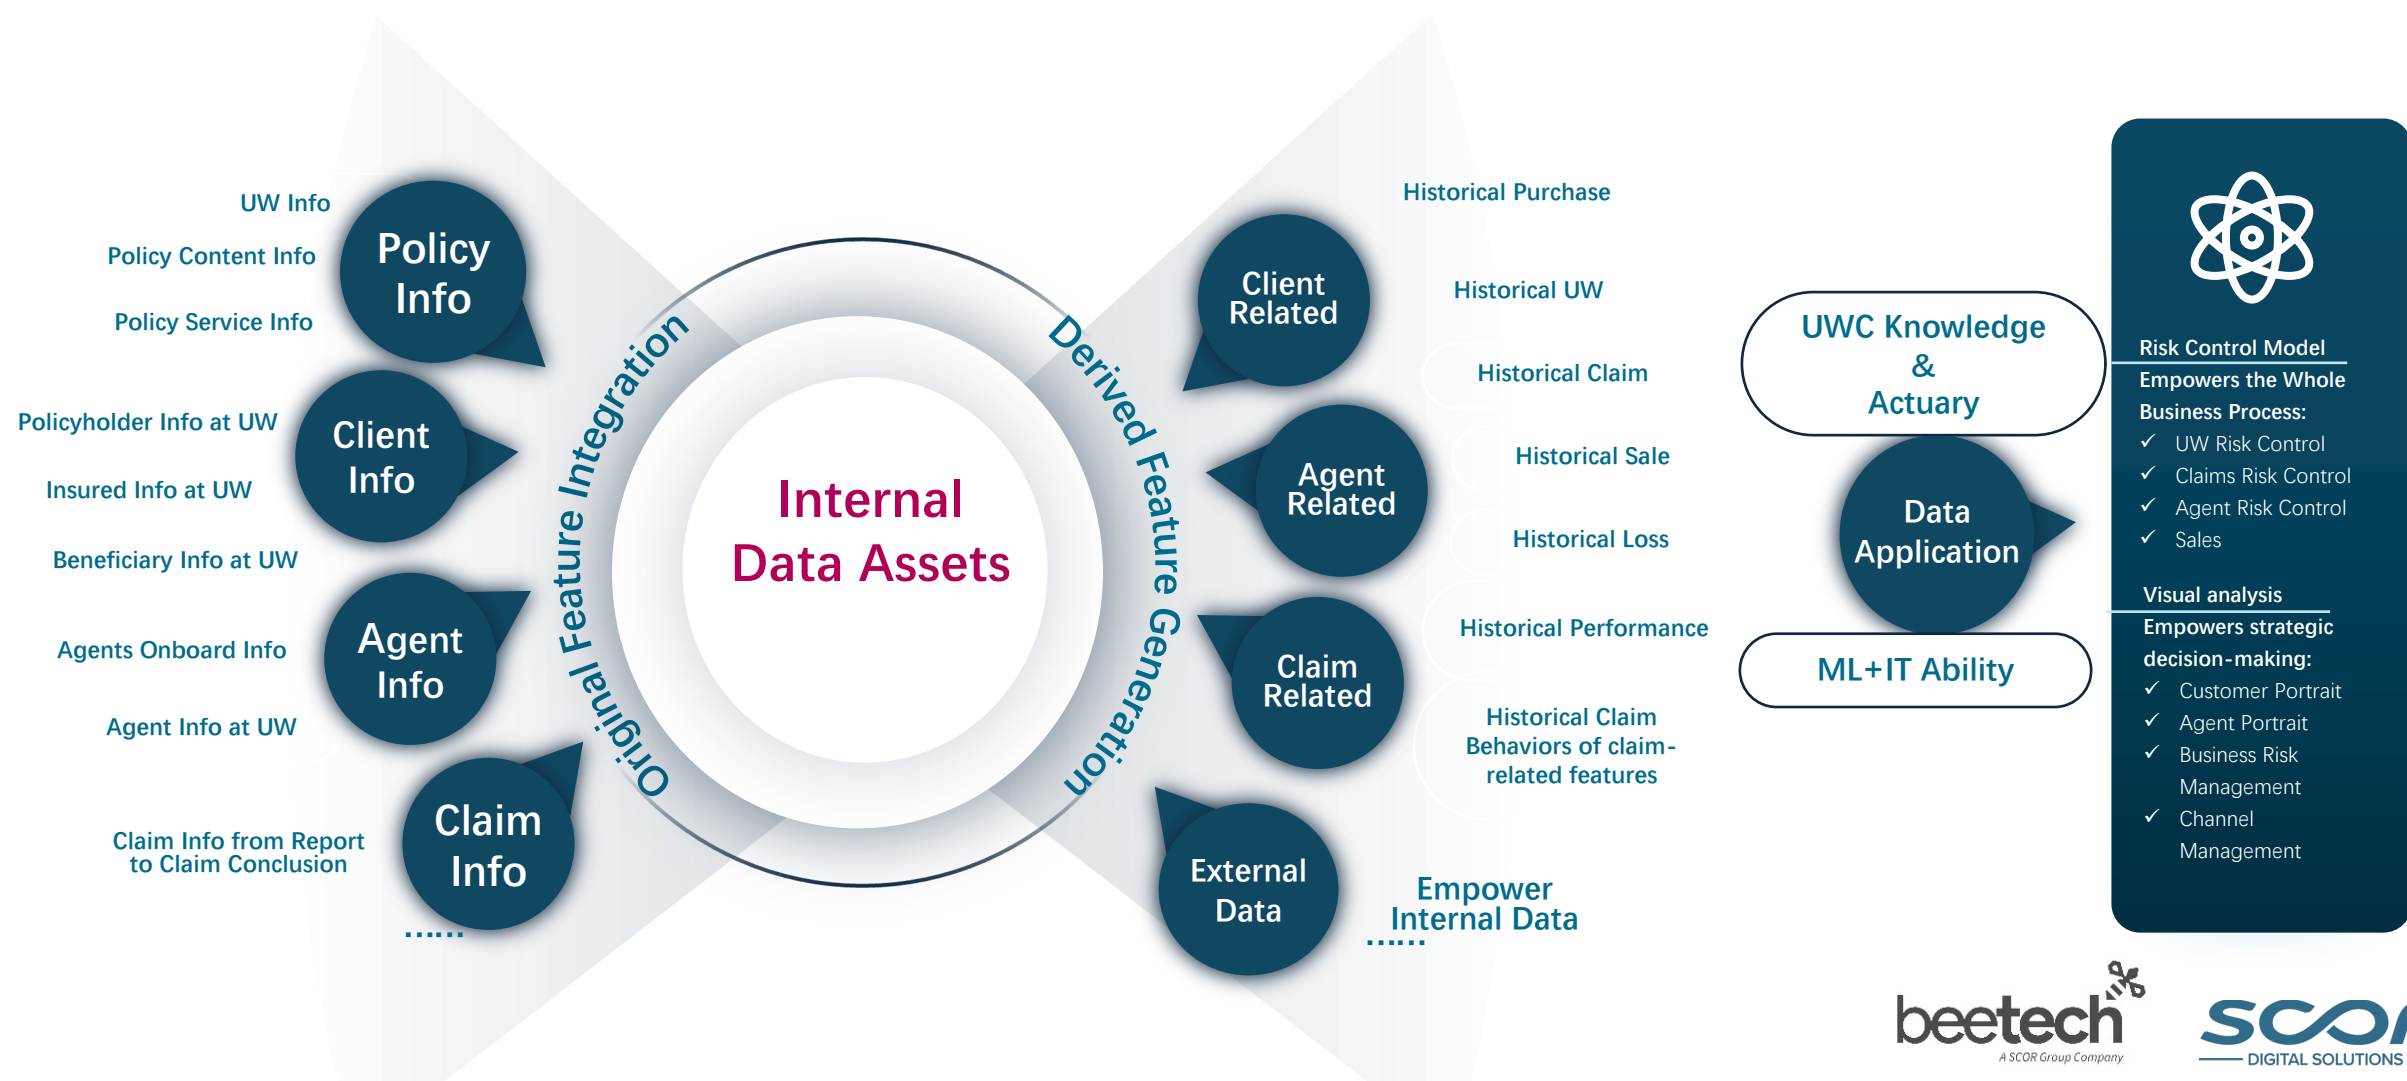 UW Info
Policy Content Info
Policy Service Info
Policy
Info
Policyholder Info at UW
Insured Info at UW
Beneficiary Info at UW
Client
Info
Agents Onboard Info
Agent Info at UW
Agent
Info
Claim Info from Report
to Claim Conclusion
Claim
Info
......
Original Feature Integration
Internal
Data Assets
Derived Feature Generation
Client
Related
Agent
Related
Claim
Related
External
Data
Historical Purchase
Historical UW
Historical Claim
Historical Sale
Historical Loss
Historical Performance
Historical Claim
Behaviors of claim-
related features
Empower
Internal Data
......
UWC Knowledge
&
Actuary
Data
Application
ML+IT Ability
Risk Control Model
Empowers the Whole
Business Process:
✓ UW Risk Control
✓ Claims Risk Control
✓ Agent Risk Control
✓ Sales
Visual analysis
Empowers strategic
decision-making:
✓ Customer Portrait
✓ Agent Portrait
✓ Business Risk
Management
✓ Channel
Management
beetech
A SCOR Group Company
DIGITAL SOLUTIONS